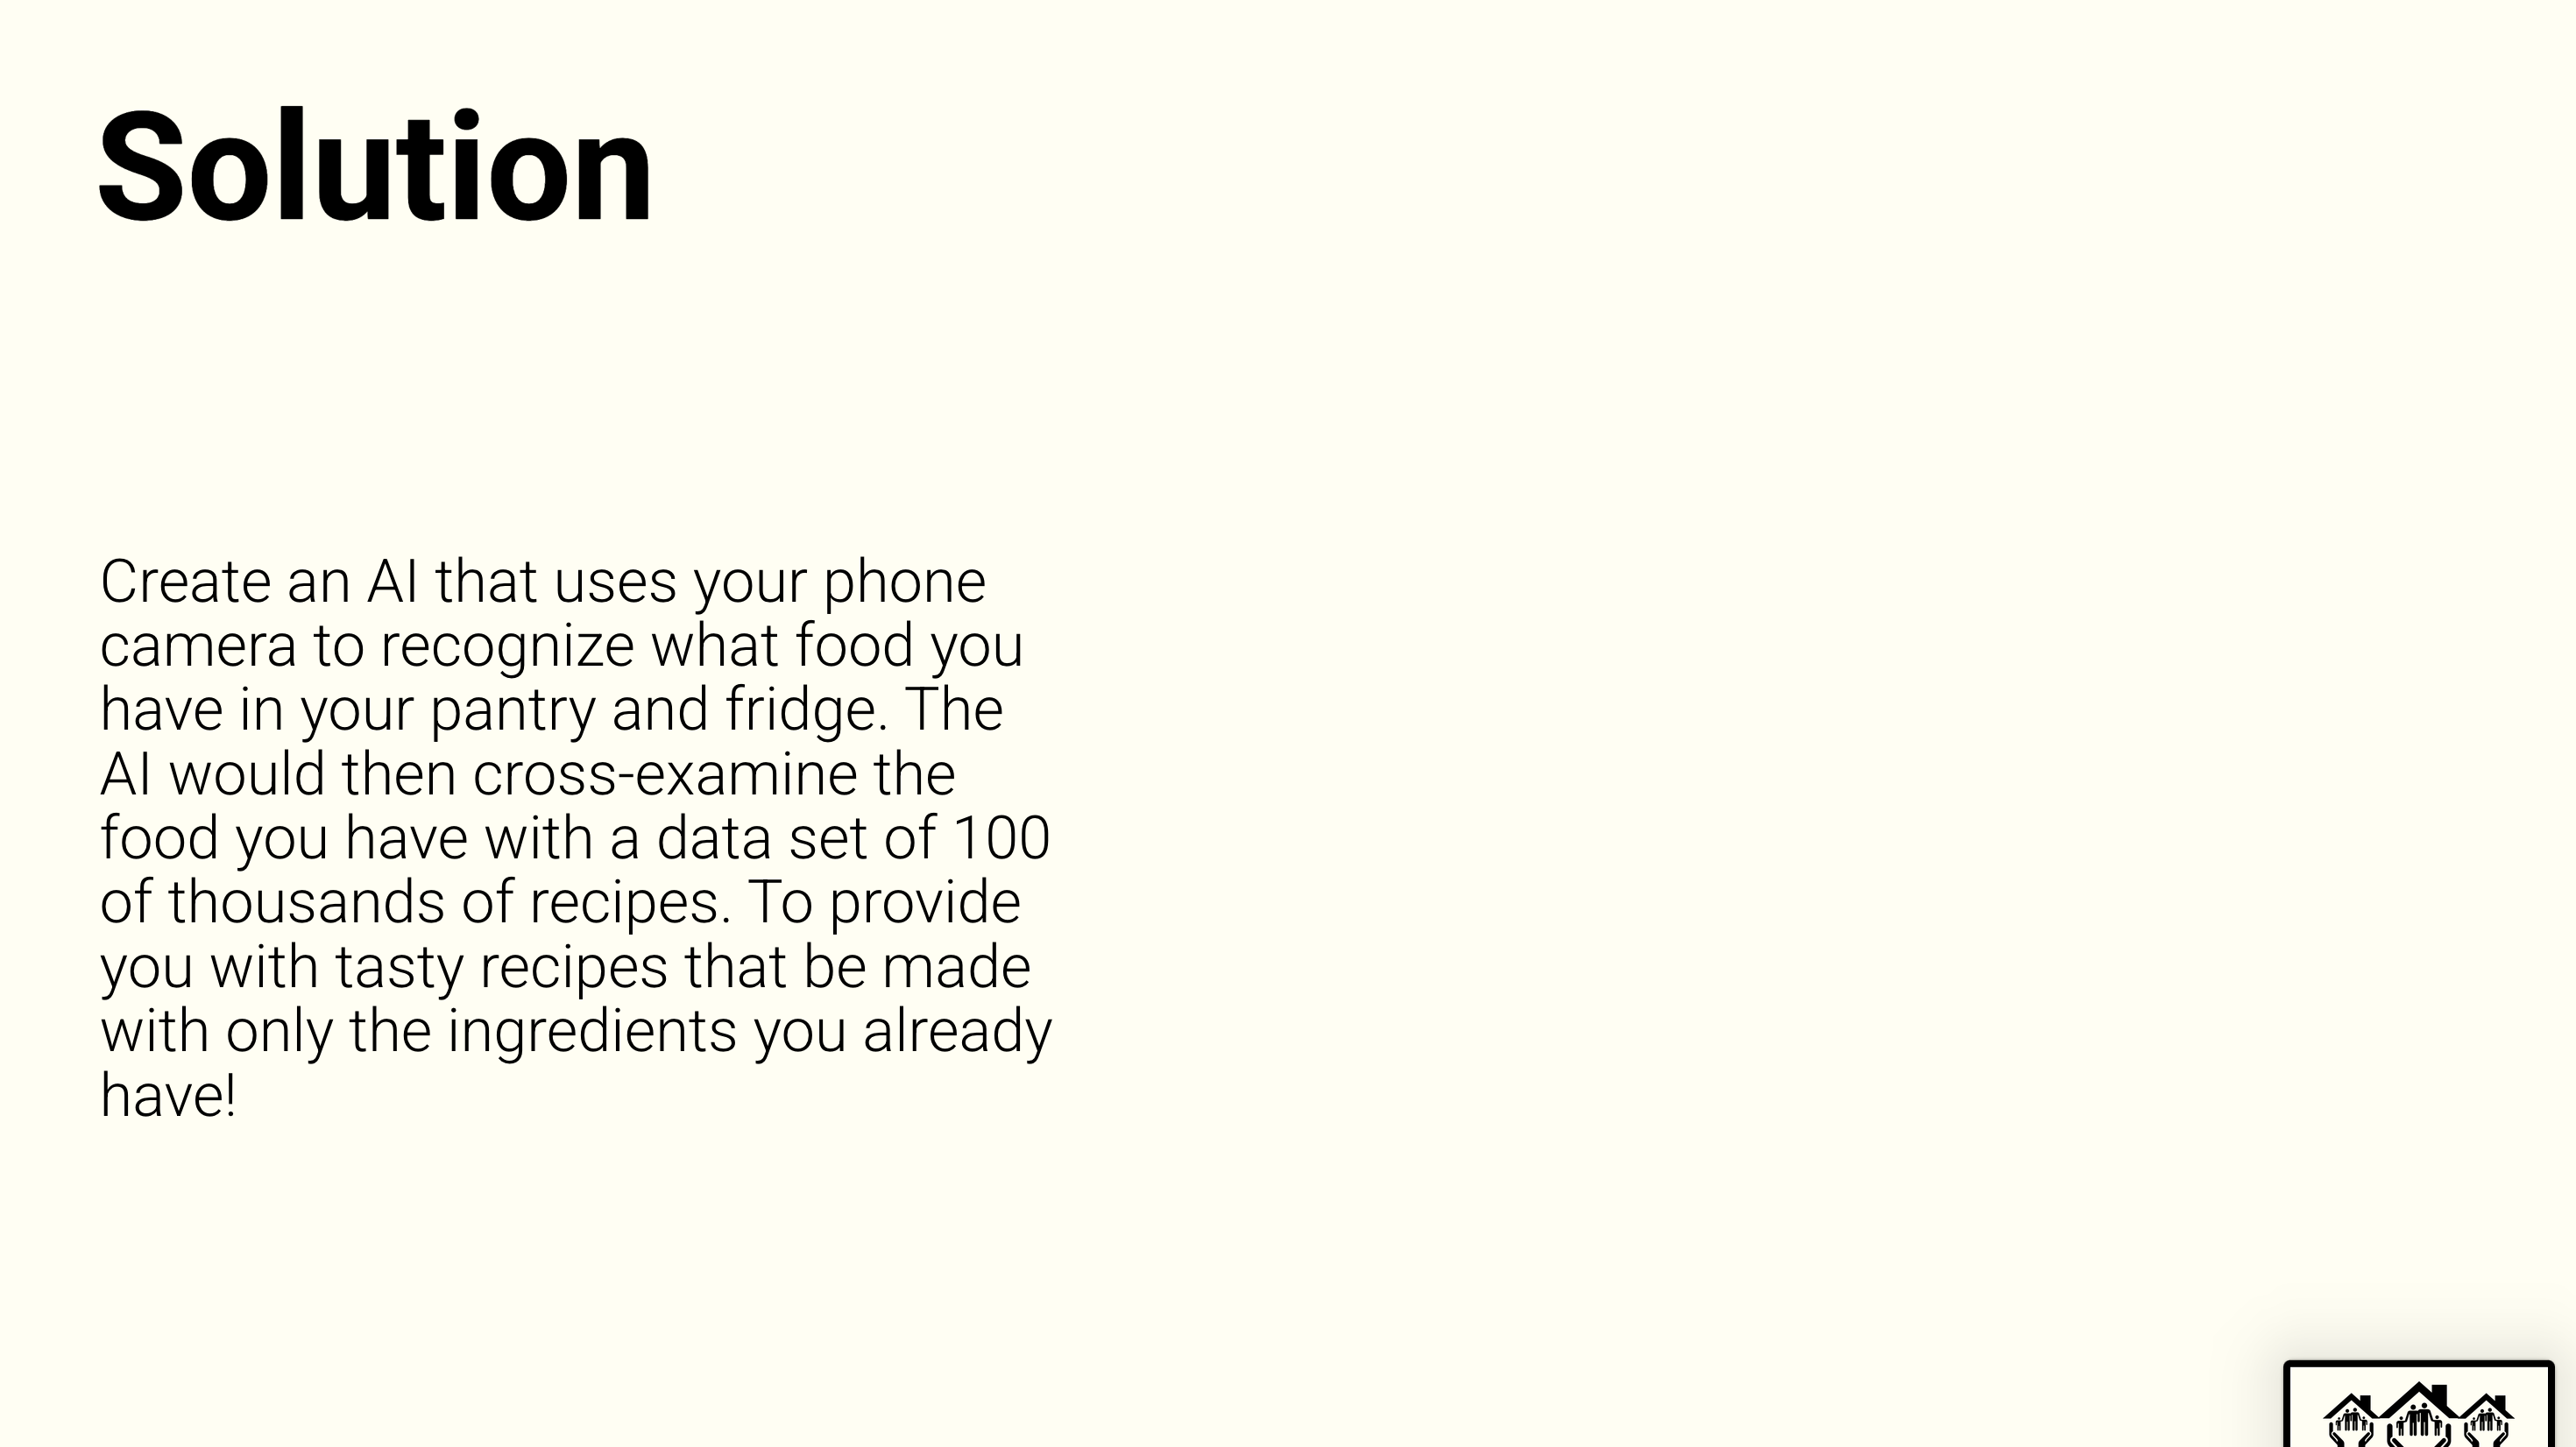 Solution
Create an AI that uses your phone
camera to recognize what food you
have in your pantry and fridge. The
AI would then cross-examine the
food you have with a data set of 100
of thousands of recipes. To provide
you with tasty recipes that be made
with only the ingredients you already
have!